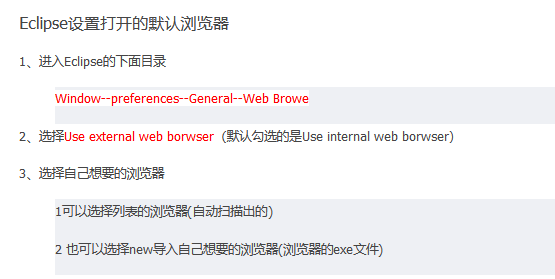 Eclipse设置打开的默认浏览器
1、进入Eclipse的下面目录
Window--preferences--General--Web Browe
2、选择Use external web borwser（默认勾选的是Use internal web borwser）
3、选择自己想要的浏览器
1可以选择列表的浏览器(自动扫描出的)
2 也可以选择new导入自己想要的浏览器(浏览器的exe文件)